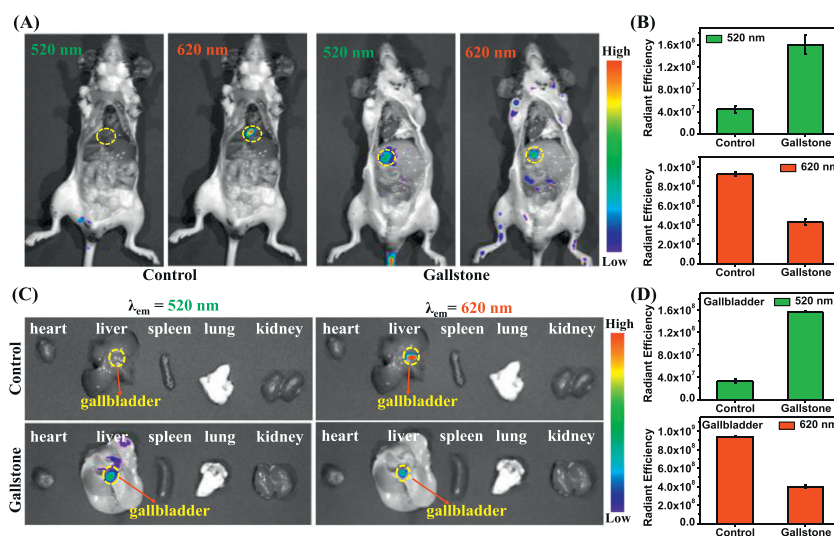 (A)
520 nm
620 nm
520 nm
620 nm
High
Low
Control
Gallstone
(B)
Radiant Efficiency
1.6x10⁸
1.2x10⁸
8.0x10⁷
4.0x10⁷
0.0
520 nm
Control
Gallstone
Radiant Efficiency
1.0x10⁹
8.0x10⁸
6.0x10⁸
4.0x10⁸
2.0x10⁸
0.0
620 nm
Control
Gallstone
(C)
λem = 520 nm
λem = 620 nm
Control
heart liver spleen lung kidney
gallbladder
heart liver spleen lung kidney
gallbladder
Gallstone
heart liver spleen lung kidney
gallbladder
heart liver spleen lung kidney
gallbladder
High
Low
(D)
Radiant Efficiency
1.6x10⁸
1.2x10⁸
8.0x10⁷
4.0x10⁷
0.0
Gallbladder
520 nm
Control
Gallstone
Radiant Efficiency
1.0x10⁹
8.0x10⁸
6.0x10⁸
4.0x10⁸
2.0x10⁸
0.0
Gallbladder
620 nm
Control
Gallstone